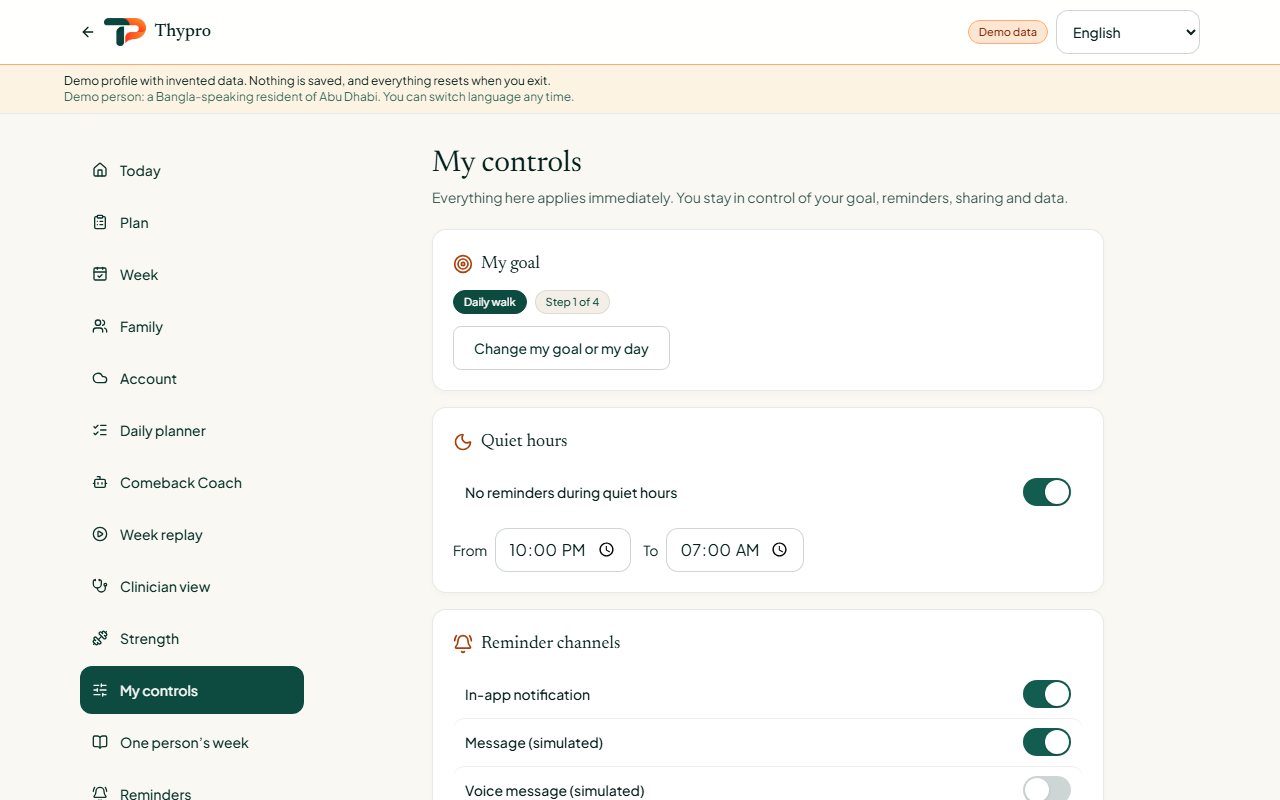 Thypro
Demo data
English
Demo profile with invented data. Nothing is saved, and everything resets when you exit.
Demo person: a Bangla-speaking resident of Abu Dhabi. You can switch language any time.
Today
Plan
Week
Family
Account
Daily planner
Comeback Coach
Week replay
Clinician view
Strength
My controls
One person's week
Reminders
My controls
Everything here applies immediately. You stay in control of your goal, reminders, sharing and data.
My goal
Daily walk
Step 1 of 4
Change my goal or my day
Quiet hours
No reminders during quiet hours
From 10:00 PM To 07:00 AM
Reminder channels
In-app notification
Message (simulated)
Voice message (simulated)